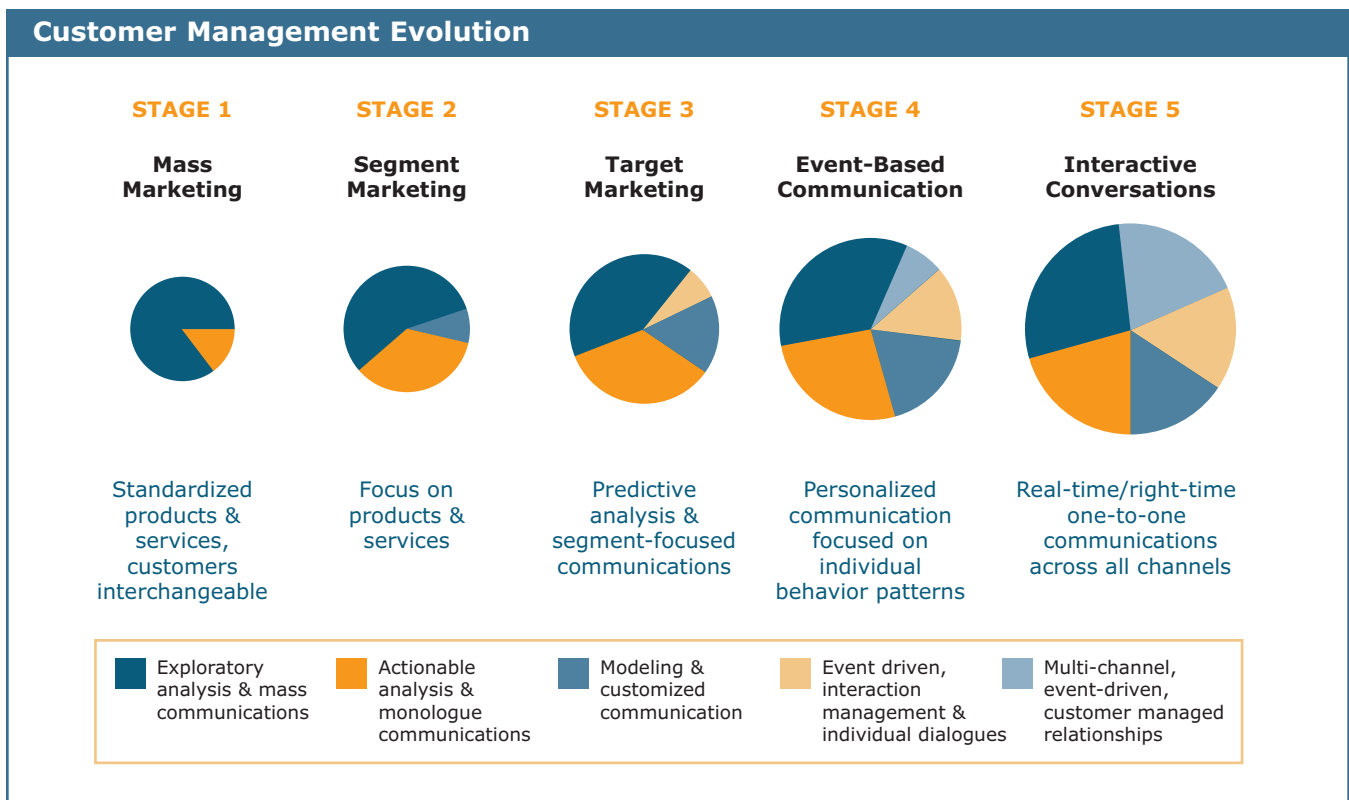 Customer Management Evolution
STAGE 1
Mass
Marketing
Standardized
products &
services,
customers
interchangeable
STAGE 2
Segment
Marketing
Focus on
products &
services
STAGE 3
Target
Marketing
Predictive
analysis &
segment-focused
communications
STAGE 4
Event-Based
Communication
Personalized
communication
focused on
individual
behavior patterns
STAGE 5
Interactive
Conversations
Real-time/right-time
one-to-one
communications
across all channels
Exploratory
analysis & mass
communications
Actionable
analysis &
monologue
communications
Modeling &
customized
communication
Event driven,
interaction
management &
individual dialogues
Multi-channel,
event-driven,
customer managed
relationships